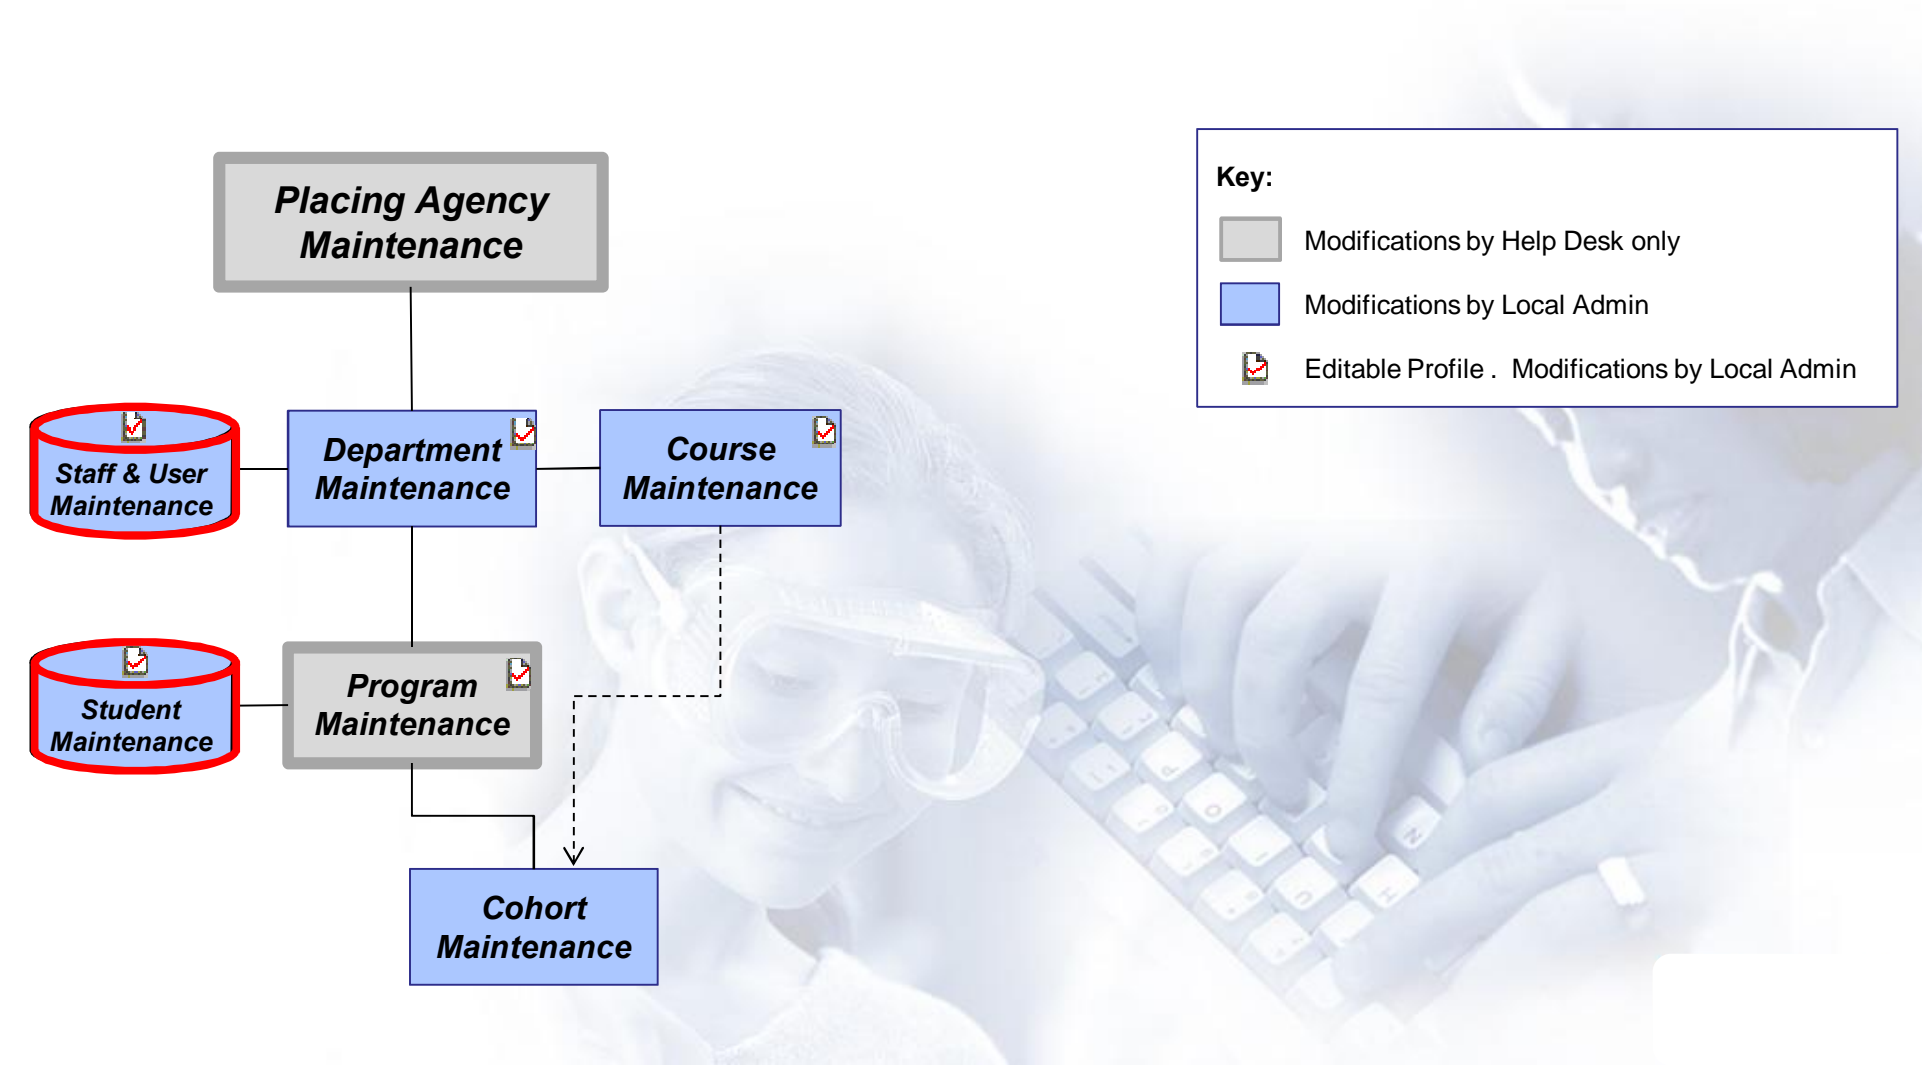 Placing Agency
Maintenance
Key:
Modifications by Help Desk only
Modifications by Local Admin
Editable Profile . Modifications by Local Admin
Staff & User
Maintenance
Department
Maintenance
Course
Maintenance
Student
Maintenance
Program
Maintenance
Cohort
Maintenance